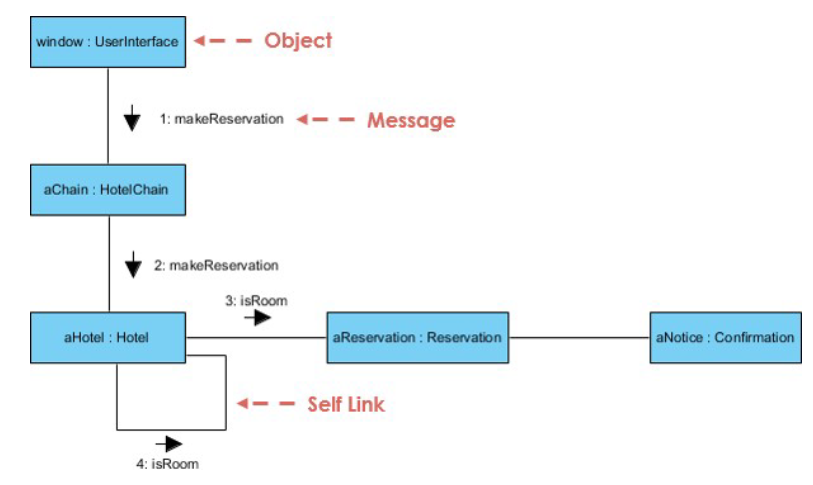 window : UserInterface
Object
1: makeReservation
Message
aChain : HotelChain
2: makeReservation
3: isRoom
aHotel : Hotel
aReservation : Reservation
aNotice : Confirmation
Self Link
4: isRoom